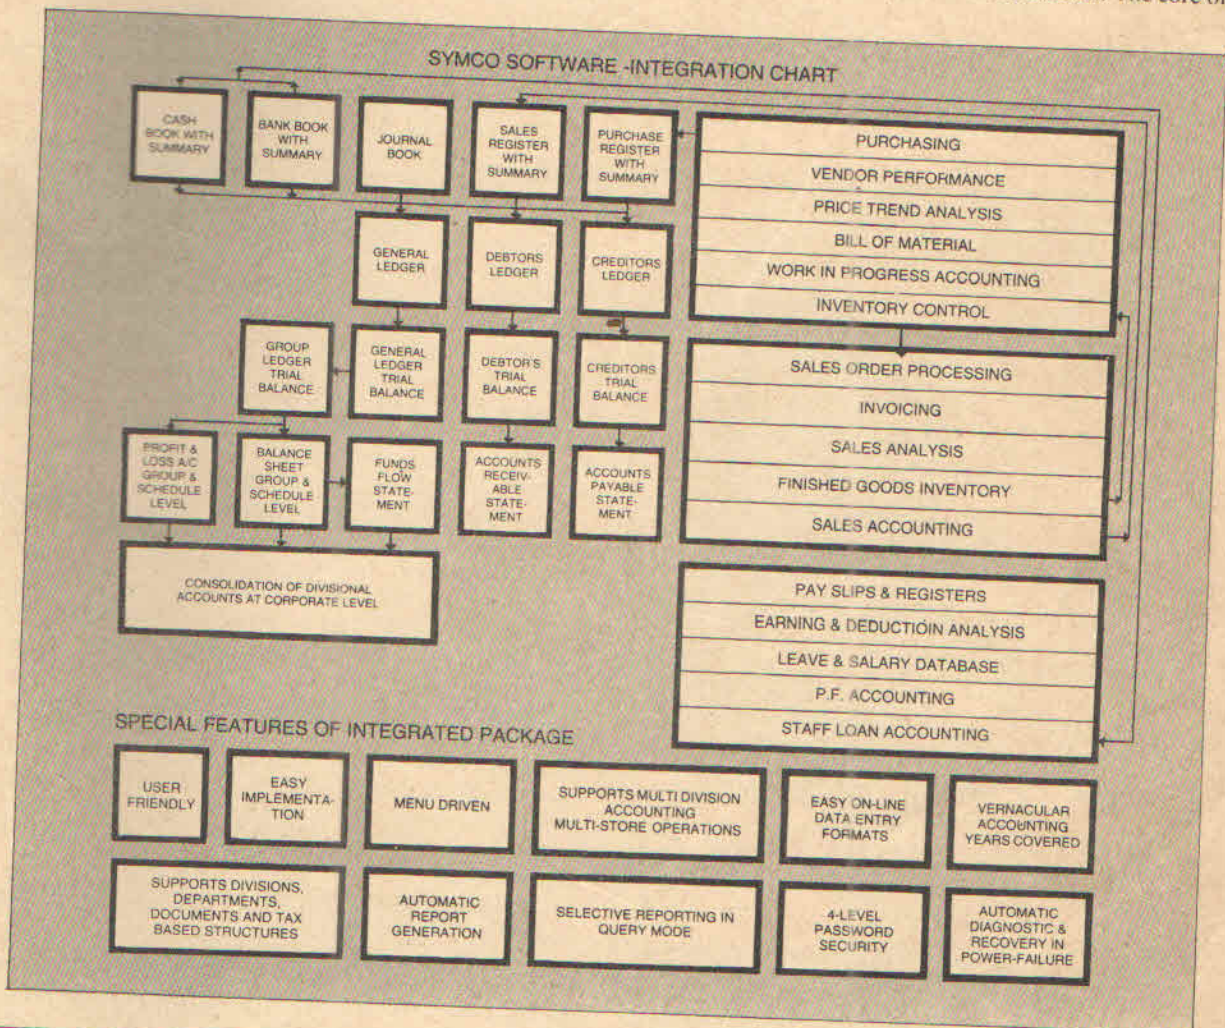 The core of
SYMCO SOFTWARE -INTEGRATION CHART
CASH
BOOK WITH
SUMMARY
BANK BOOK
WITH
SUMMARY
JOURNAL
BOOK
SALES
REGISTER
WITH
SUMMARY
PURCHASE
REGISTER
WITH
SUMMARY
PURCHASING
VENDOR PERFORMANCE
PRICE TREND ANALYSIS
BILL OF MATERIAL
WORK IN PROGRESS ACCOUNTING
INVENTORY CONTROL
GENERAL
LEDGER
DEBTORS
LEDGER
CREDITORS
LEDGER
GROUP
LEDGER
TRIAL
BALANCE
GENERAL
LEDGER
TRIAL
BALANCE
DEBTOR'S
TRIAL
BALANCE
CREDITORS
TRIAL
BALANCE
SALES ORDER PROCESSING
INVOICING
SALES ANALYSIS
FINISHED GOODS INVENTORY
SALES ACCOUNTING
PROFIT &
LOSS A/C
GROUP &
SCHEDULE
LEVEL
BALANCE
SHEET
GROUP &
SCHEDULE
LEVEL
FUNDS
FLOW
STATE-
MENT
ACCOUNTS
RECEIV-
ABLE
STATE-
MENT
ACCOUNTS
PAYABLE
STATE-
MENT
CONSOLIDATION OF DIVISIONAL
ACCOUNTS AT CORPORATE LEVEL
PAY SLIPS & REGISTERS
EARNING & DEDUCTIOIN ANALYSIS
LEAVE & SALARY DATABASE
P.F. ACCOUNTING
STAFF LOAN ACCOUNTING
SPECIAL FEATURES OF INTEGRATED PACKAGE
USER
FRIENDLY
EASY
IMPLEMENTA-
TION
MENU DRIVEN
SUPPORTS MULTI DIVISION
ACCOUNTING
MULTI-STORE OPERATIONS
EASY ON-LINE
DATA ENTRY
FORMATS
VERNACULAR
ACCOUNTING
YEARS COVERED
SUPPORTS DIVISIONS,
DEPARTMENTS,
DOCUMENTS AND TAX
BASED STRUCTURES
AUTOMATIC
REPORT
GENERATION
SELECTIVE REPORTING IN
QUERY MODE
4-LEVEL
PASSWORD
SECURITY
AUTOMATIC
DIAGNOSTIC &
RECOVERY IN
POWER-FAILURE